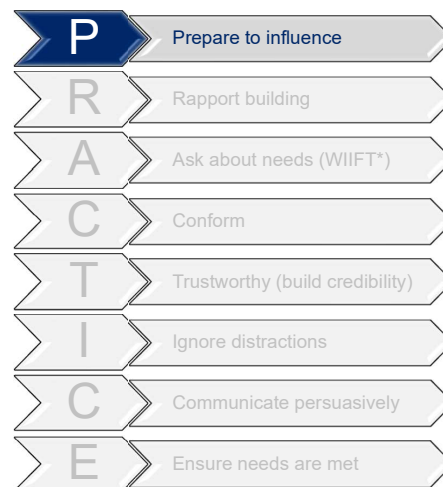 P Prepare to influence
R Rapport building
A Ask about needs (WIIFT*)
C Conform
T Trustworthy (build credibility)
I Ignore distractions
C Communicate persuasively
E Ensure needs are met